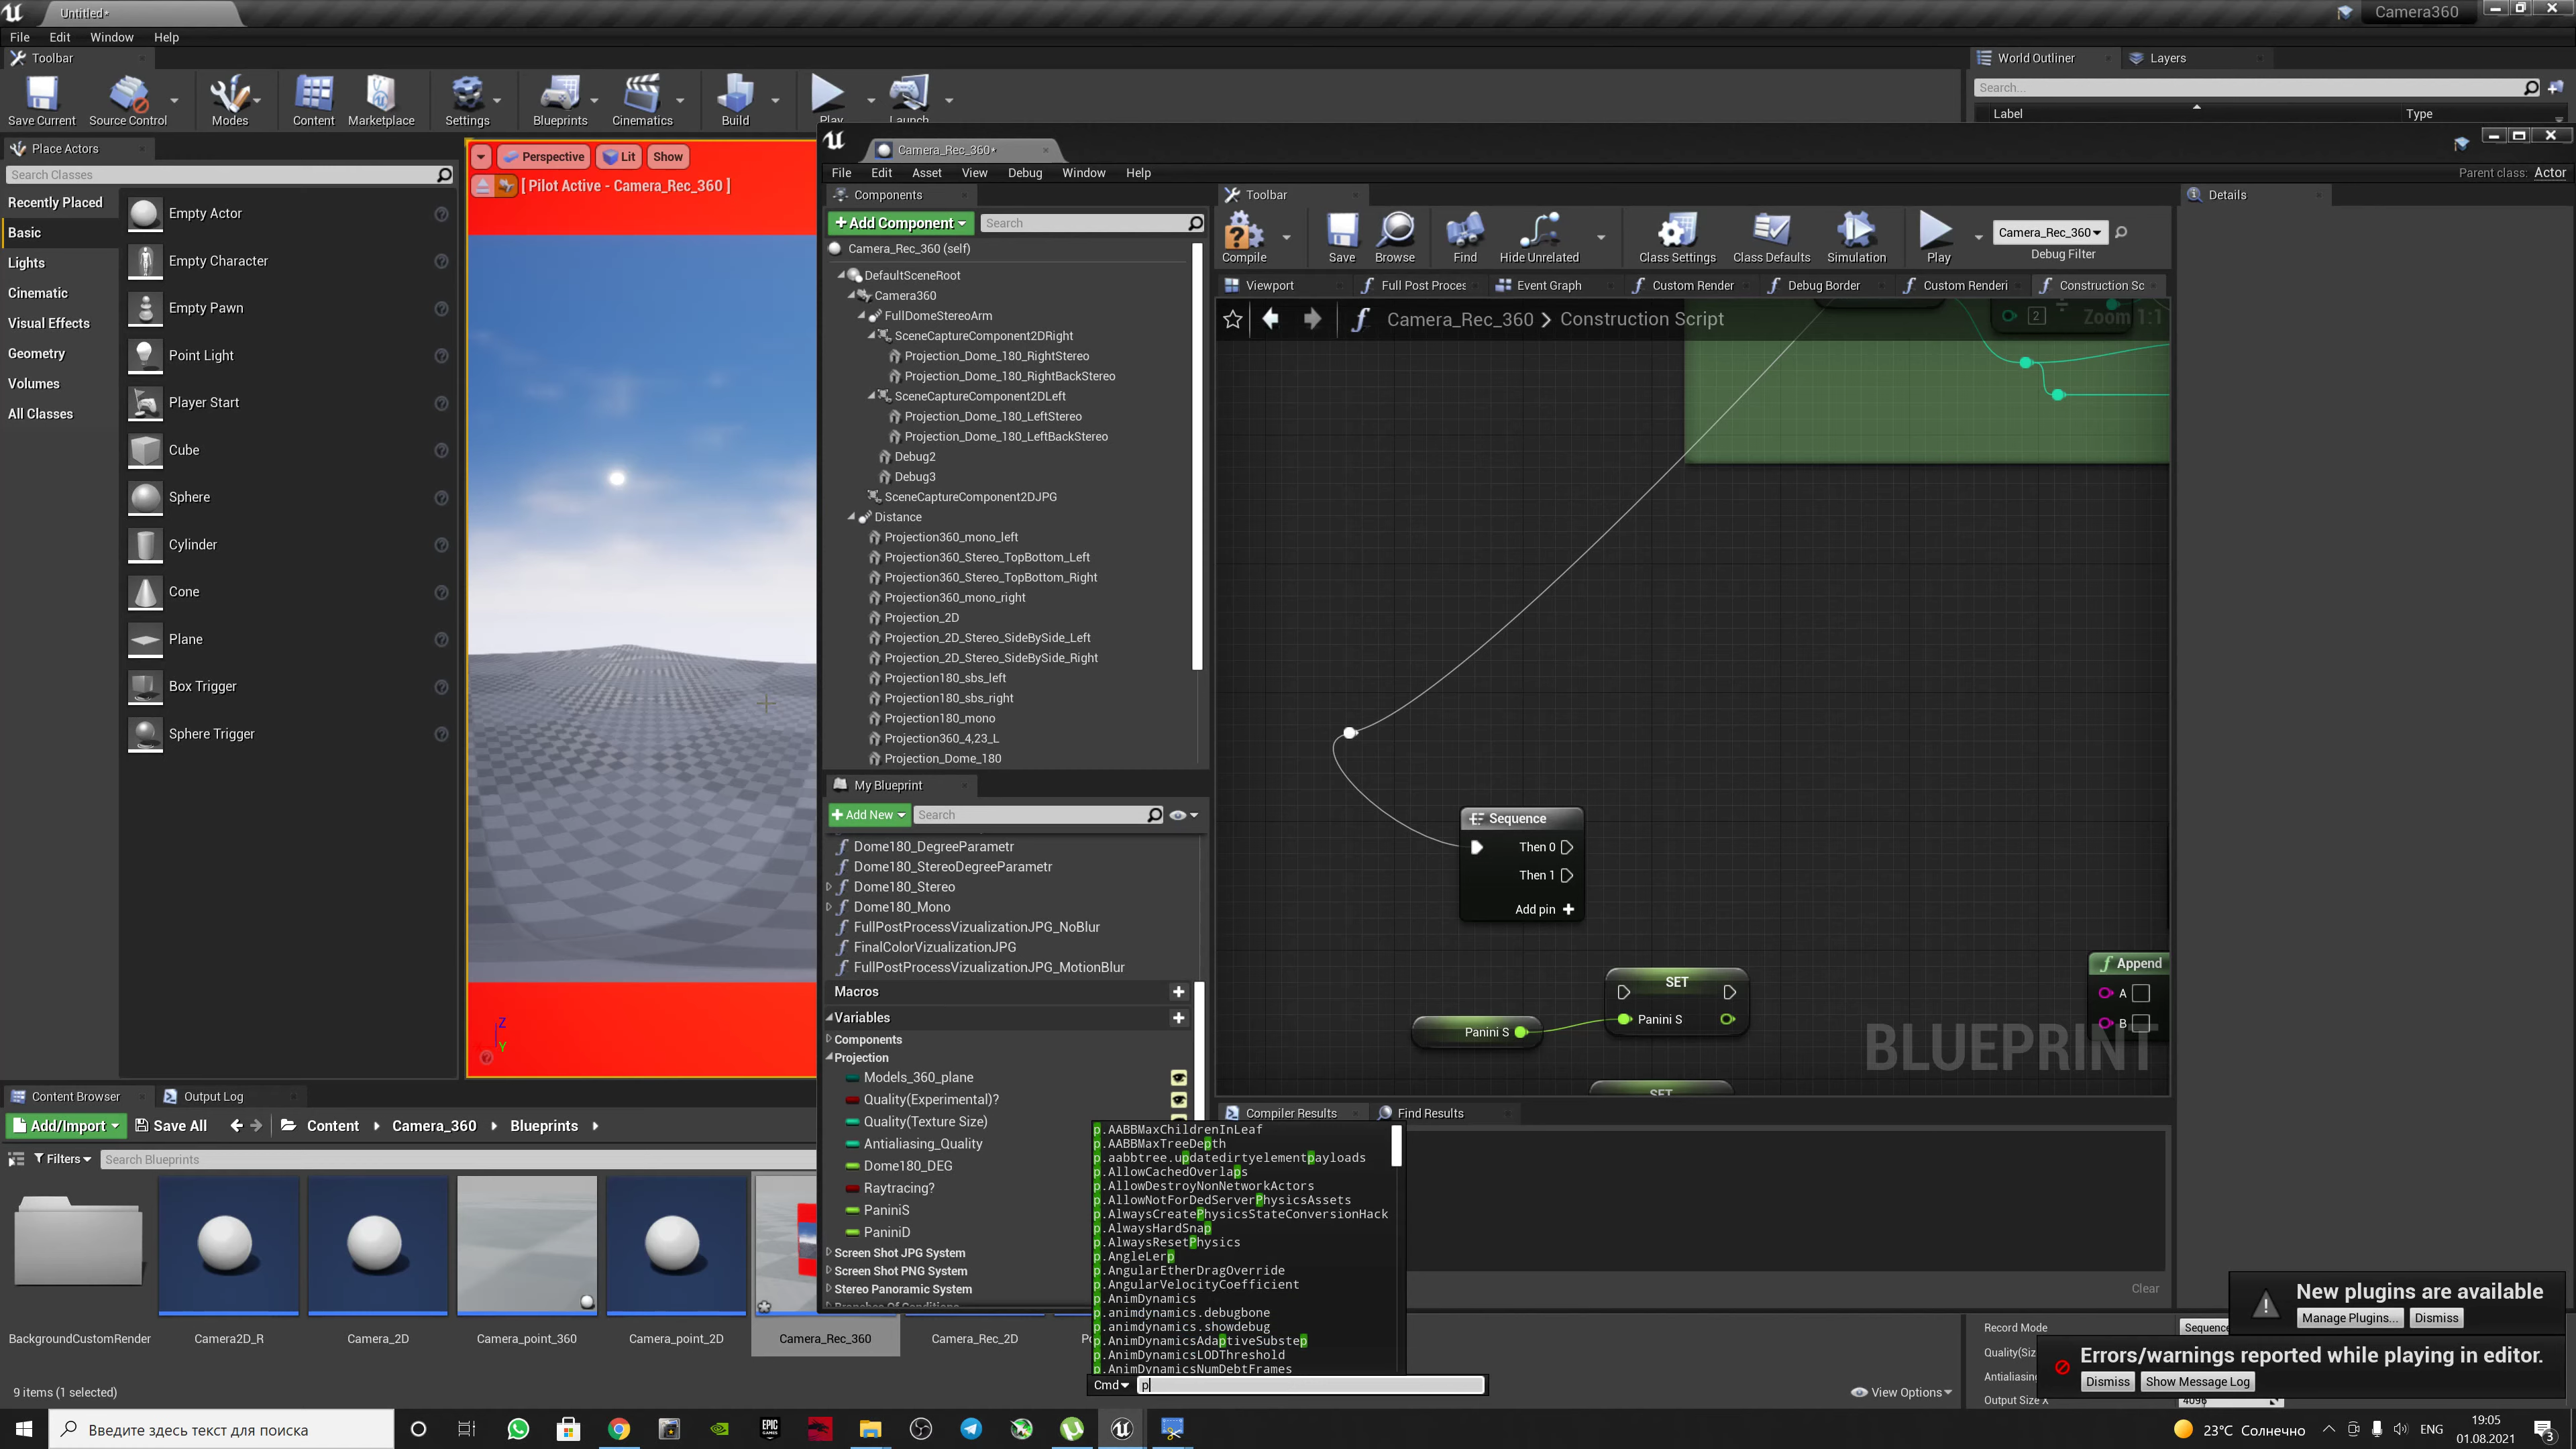 Untitled*
Camera360
File Edit Window Help
Toolbar
Save Current Source Control Modes Content Marketplace Settings Blueprints Cinematics Build Play Launch
World Outliner Layers
Search...
Label Type
Place Actors
Search Classes
Recently Placed
Basic
Lights
Cinematic
Visual Effects
Geometry
Volumes
All Classes
Empty Actor
Empty Character
Empty Pawn
Point Light
Player Start
Cube
Sphere
Cylinder
Cone
Plane
Box Trigger
Sphere Trigger
Perspective Lit Show
[ Pilot Active - Camera_Rec_360 ]
Z
Y
Camera_Rec_360*
File Edit Asset View Debug Window Help
Parent class: Actor
Components
+Add Component Search
Camera_Rec_360 (self)
DefaultSceneRoot
Camera360
FullDomeStereoArm
SceneCaptureComponent2DRight
Projection_Dome_180_RightStereo
Projection_Dome_180_RightBackStereo
SceneCaptureComponent2DLeft
Projection_Dome_180_LeftStereo
Projection_Dome_180_LeftBackStereo
Debug2
Debug3
SceneCaptureComponent2DJPG
Distance
Projection360_mono_left
Projection360_Stereo_TopBottom_Left
Projection360_Stereo_TopBottom_Right
Projection360_mono_right
Projection_2D
Projection_2D_Stereo_SideBySide_Left
Projection_2D_Stereo_SideBySide_Right
Projection180_sbs_left
Projection180_sbs_right
Projection180_mono
Projection360_4,23_L
Projection_Dome_180
My Blueprint
+Add New Search
Dome180_DegreeParametr
Dome180_StereoDegreeParametr
Dome180_Stereo
Dome180_Mono
FullPostProcessVizualizationJPG_NoBlur
FinalColorVizualizationJPG
FullPostProcessVizualizationJPG_MotionBlur
Macros
Variables
Components
Projection
Models_360_plane
Quality(Experimental)?
Quality(Texture Size)
Antialiasing_Quality
Dome180_DEG
Raytracing?
PaniniS
PaniniD
Screen Shot JPG System
Screen Shot PNG System
Stereo Panoramic System
Toolbar
Compile Save Browse Find Hide Unrelated Class Settings Class Defaults Simulation Play
Camera_Rec_360
Debug Filter
Details
Viewport Full Post Proces Event Graph Custom Render Debug Border Custom Renderi Construction Sc
Camera_Rec_360 > Construction Script
2
Zoom 1:1
Sequence
Then 0
Then 1
Add pin +
SET
Panini S
Panini S
SET
Append
A
B
BLUEPRINT
Compiler Results Find Results
Clear
p.AABBMaxChildrenInLeaf
p.AABBMaxTreeDepth
p.aabbtree.updatedirtyelementpayloads
p.AllowCachedOverlaps
p.AllowDestroyNonNetworkActors
p.AllowNotForDedServerPhysicsAssets
p.AlwaysCreatePhysicsStateConversionHack
p.AlwaysHardSnap
p.AlwaysResetPhysics
p.AngleLerp
p.AngularEtherDragOverride
p.AngularVelocityCoefficient
p.AnimDynamics
p.animdynamics.debugbone
p.animdynamics.showdebug
p.AnimDynamicsAdaptiveSubstep
p.AnimDynamicsLODThreshold
p.AnimDynamicsNumDebtFrames
Cmd p
Content Browser Output Log
Add/Import Save All Content Camera_360 Blueprints
Filters Search Blueprints
BackgroundCustomRender Camera2D_R Camera_2D Camera_point_360 Camera_point_2D Camera_Rec_360 Camera_Rec_2D
9 items (1 selected)
View Options
Record Mode
Antialiasing
Output Size X
4096
New plugins are available
Manage Plugins... Dismiss
Errors/warnings reported while playing in editor.
Dismiss Show Message Log
Введите здесь текст для поиска
EPIC GAMES
23°C Солнечно
ENG
19:05
01.08.2021
3